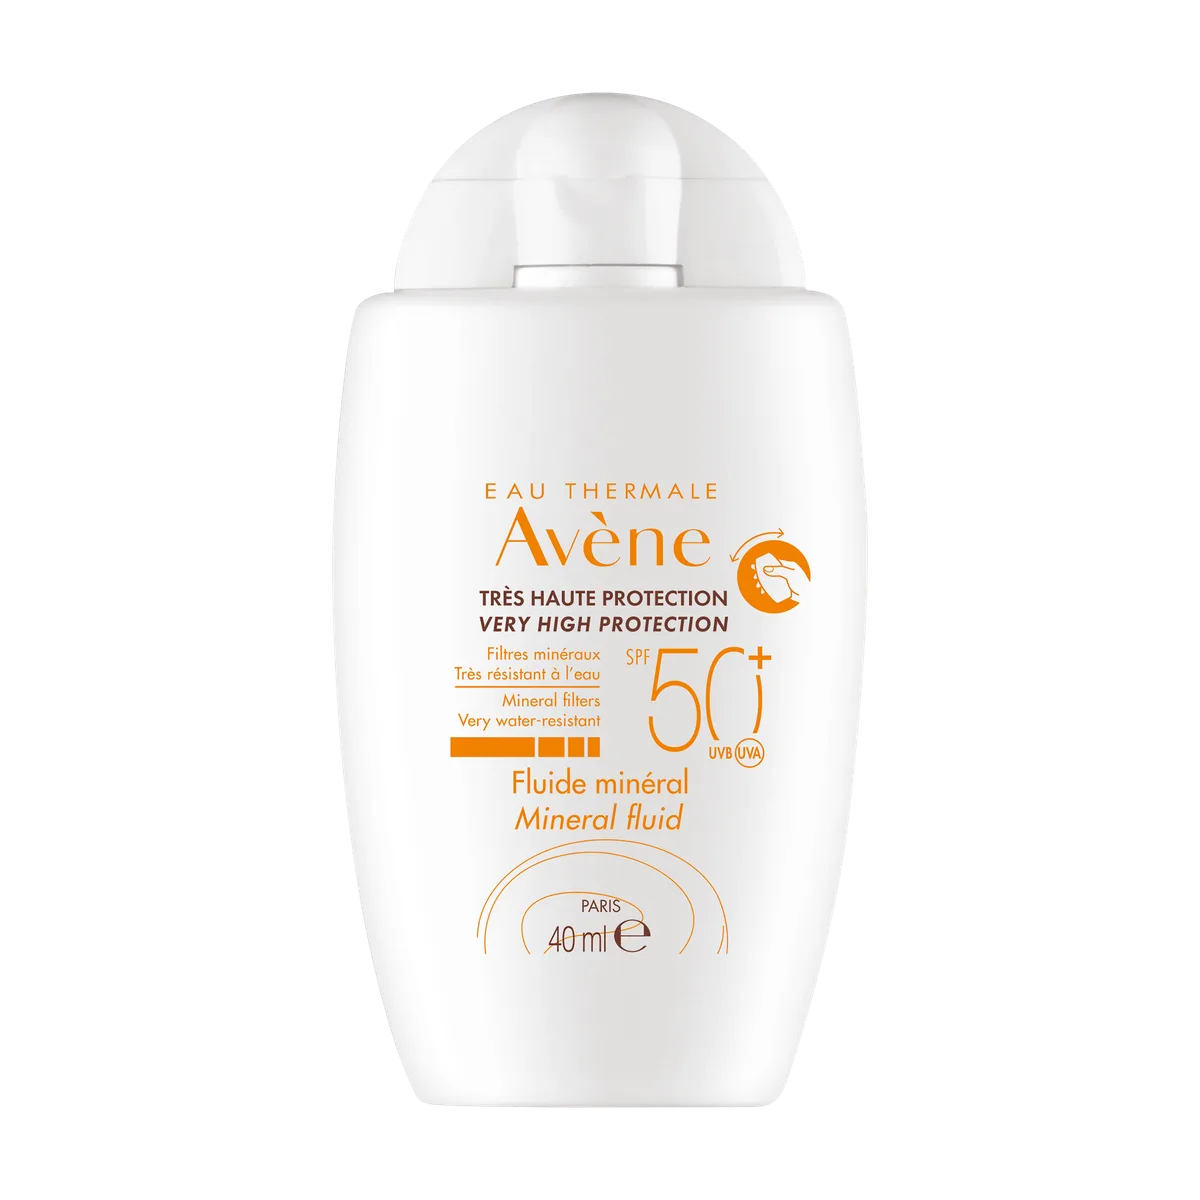 EAU THERMALE
Avène
TRÈS HAUTE PROTECTION
VERY HIGH PROTECTION
Filtres minéraux
Très résistant à l'eau
Mineral filters
Very water-resistant
SPF 50+
UVB UVA
Fluide minéral
Mineral fluid
PARIS
40 ml e